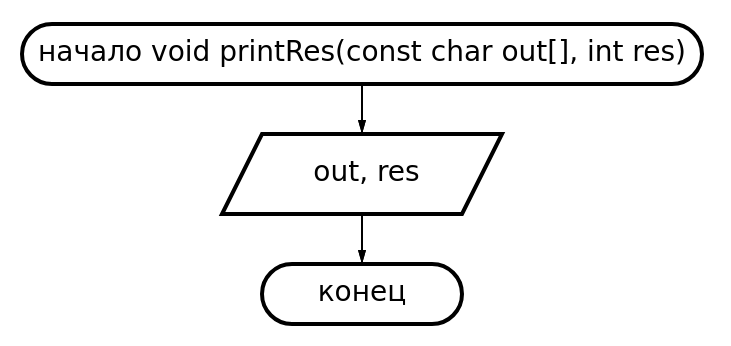 начало void printRes(const char out[], int res)
out, res
конец